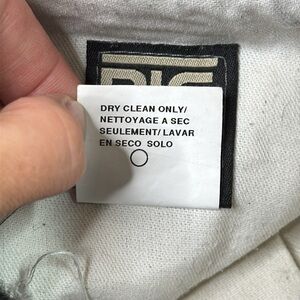 DRY CLEAN ONLY/
NETTOYAGE A SEC
SEULEMENT/ LAVAR
EN SECO SOLO